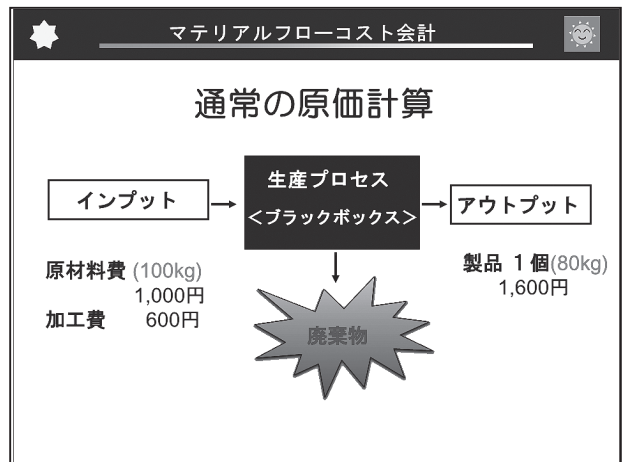 マテリアルフローコスト会計
通常の原価計算
インプット
生産プロセス
＜ブラックボックス＞
アウトプット
原材料費 (100kg)
1,000円
加工費 600円
製品 1個(80kg)
1,600円
廃棄物